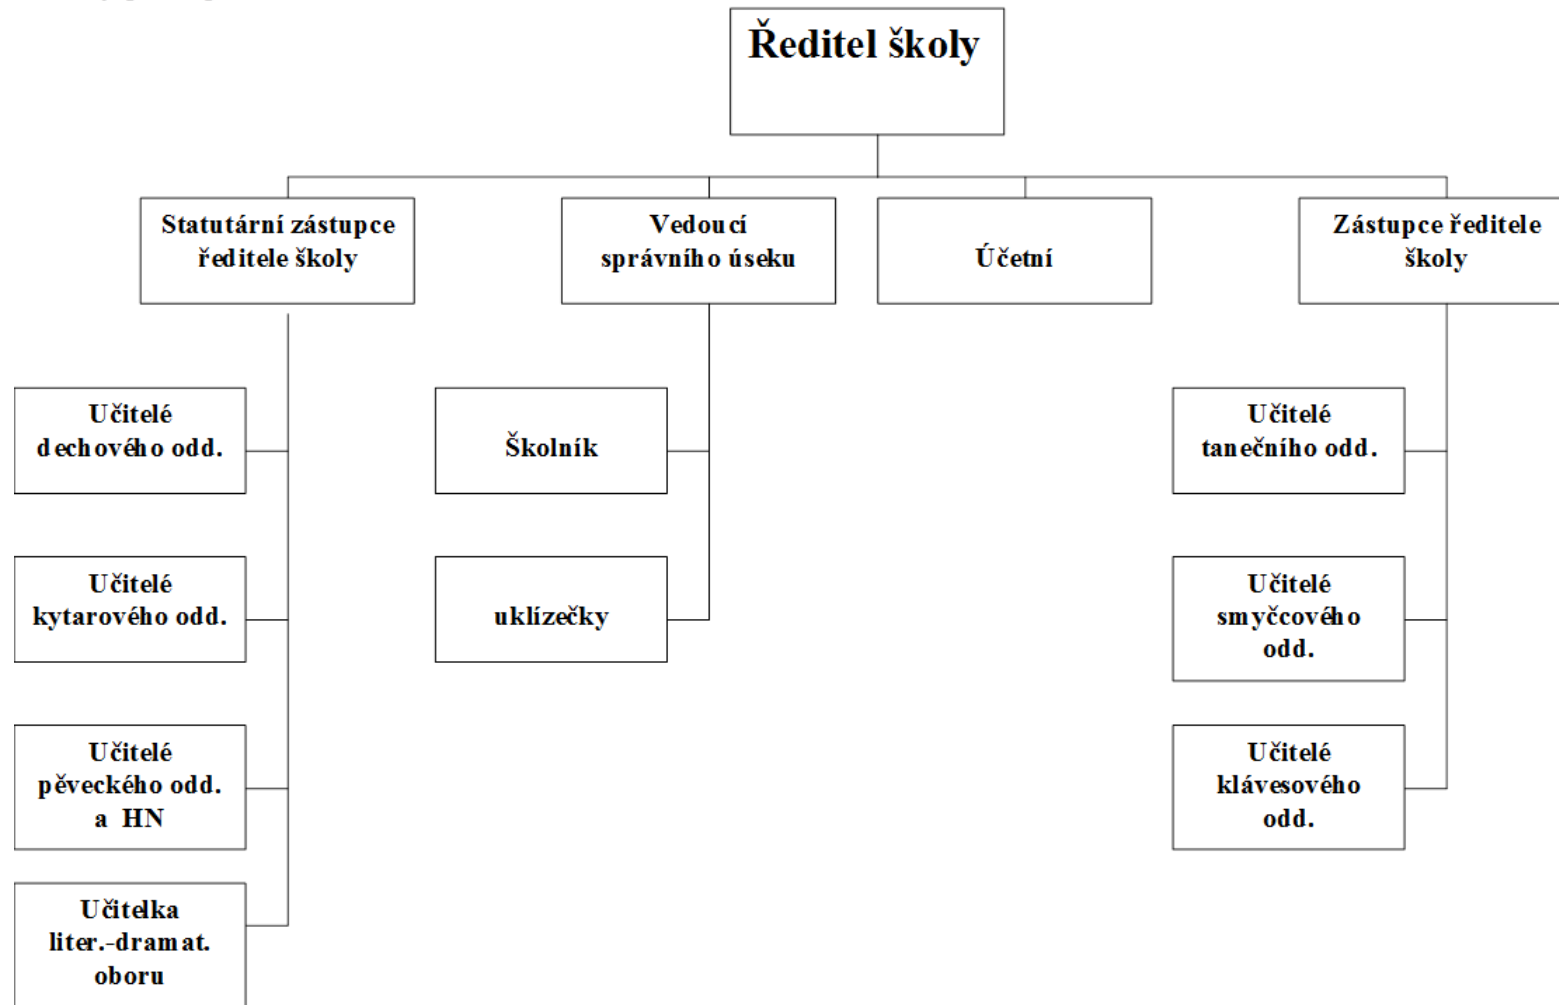 Ředitel školy
Statutární zástupce
ředitele školy
Vedoucí
správního úseku
Účetní
Zástupce ředitele
školy
Učitelé
dechového odd.
Školník
Učitelé
tanečního odd.
Učitelé
kytarového odd.
uklízečky
Učitelé
smyčcového
odd.
Učitelé
pěveckého odd.
a HN
Učitelé
klávesového
odd.
Učitelka
liter.-dramat.
oboru